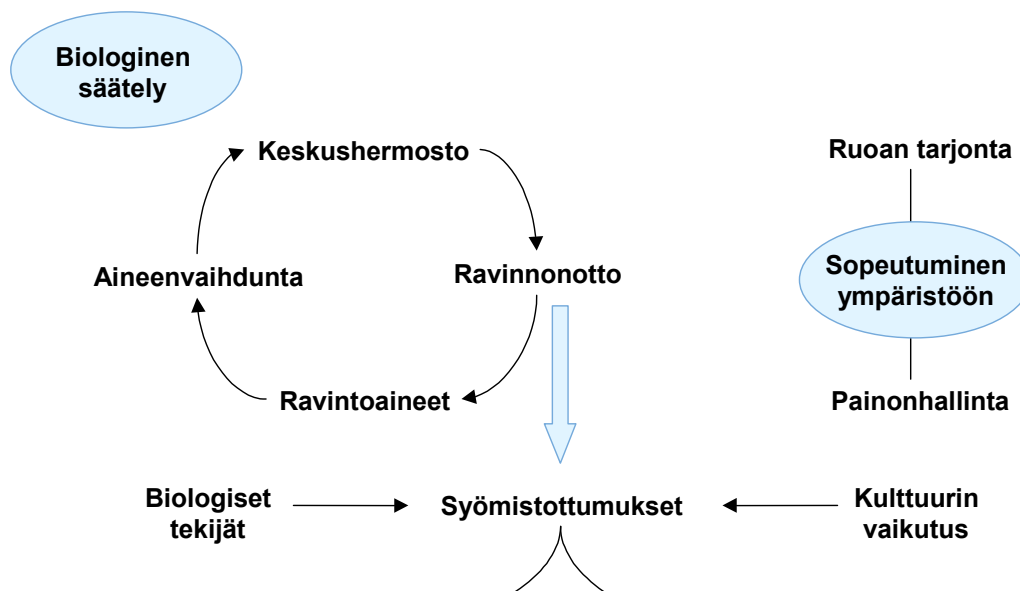 Biologinen
säätely
Keskushermosto
Ruoan tarjonta
Aineenvaihdunta
Ravinnonotto
Sopeutuminen
ympäristöön
Ravintoaineet
Painonhallinta
Biologiset
tekijät
Syömistottumukset
Kulttuurin
vaikutus